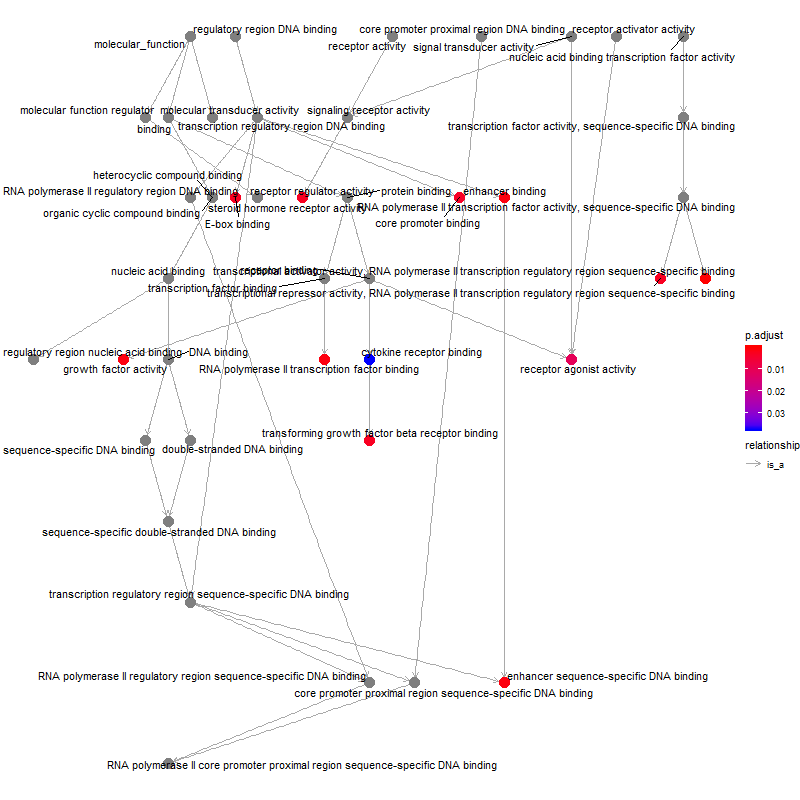 regulatory region DNA binding
core promoter proximal region DNA binding
receptor activator activity
molecular_function
receptor activity
signal transducer activity
nucleic acid binding transcription factor activity
molecular function regulator
molecular transducer activity
signaling receptor activity
binding
transcription regulatory region DNA binding
transcription factor activity, sequence-specific DNA binding
heterocyclic compound binding
RNA polymerase II regulatory region DNA binding
receptor regulator activity
protein binding
enhancer binding
organic cyclic compound binding
steroid hormone receptor activity
RNA polymerase II transcription factor activity, sequence-specific DNA binding
E-box binding
core promoter binding
nucleic acid binding
transcriptional activator activity, RNA polymerase II transcription regulatory region sequence-specific binding
receptor binding
transcription factor binding
transcriptional repressor activity, RNA polymerase II transcription regulatory region sequence-specific binding
regulatory region nucleic acid binding
DNA binding
cytokine receptor binding
growth factor activity
RNA polymerase II transcription factor binding
receptor agonist activity
transforming growth factor beta receptor binding
sequence-specific DNA binding
double-stranded DNA binding
sequence-specific double-stranded DNA binding
transcription regulatory region sequence-specific DNA binding
RNA polymerase II regulatory region sequence-specific DNA binding
enhancer sequence-specific DNA binding
core promoter proximal region sequence-specific DNA binding
RNA polymerase II core promoter proximal region sequence-specific DNA binding
p.adjust
0.01
0.02
0.03
relationship
is_a